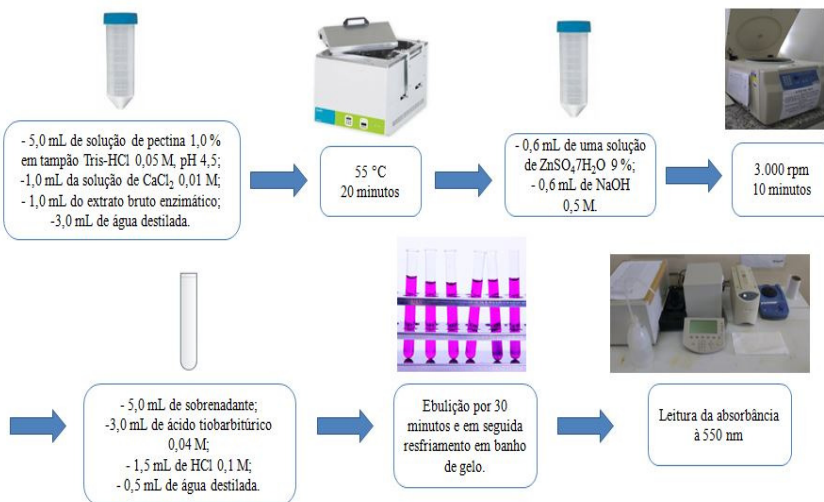 - 5,0 mL de solução de pectina 1,0 %
em tampão Tris-HCl 0,05 M, pH 4,5;
-1,0 mL da solução de CaCl₂ 0,01 M;
- 1,0 mL do extrato bruto enzimático;
-3,0 mL de água destilada.
55 °C
20 minutos
- 0,6 mL de uma solução
de ZnSO₄7H₂O 9 %;
- 0,6 mL de NaOH
0,5 M.
3.000 rpm
10 minutos
- 5,0 mL de sobrenadante;
-3,0 mL de ácido tiobarbitúrico
0,04 M;
- 1,5 mL de HCl 0,1 M;
- 0,5 mL de água destilada.
Ebulição por 30
minutos e em seguida
resfriamento em banho
de gelo.
Leitura da absorbância
à 550 nm